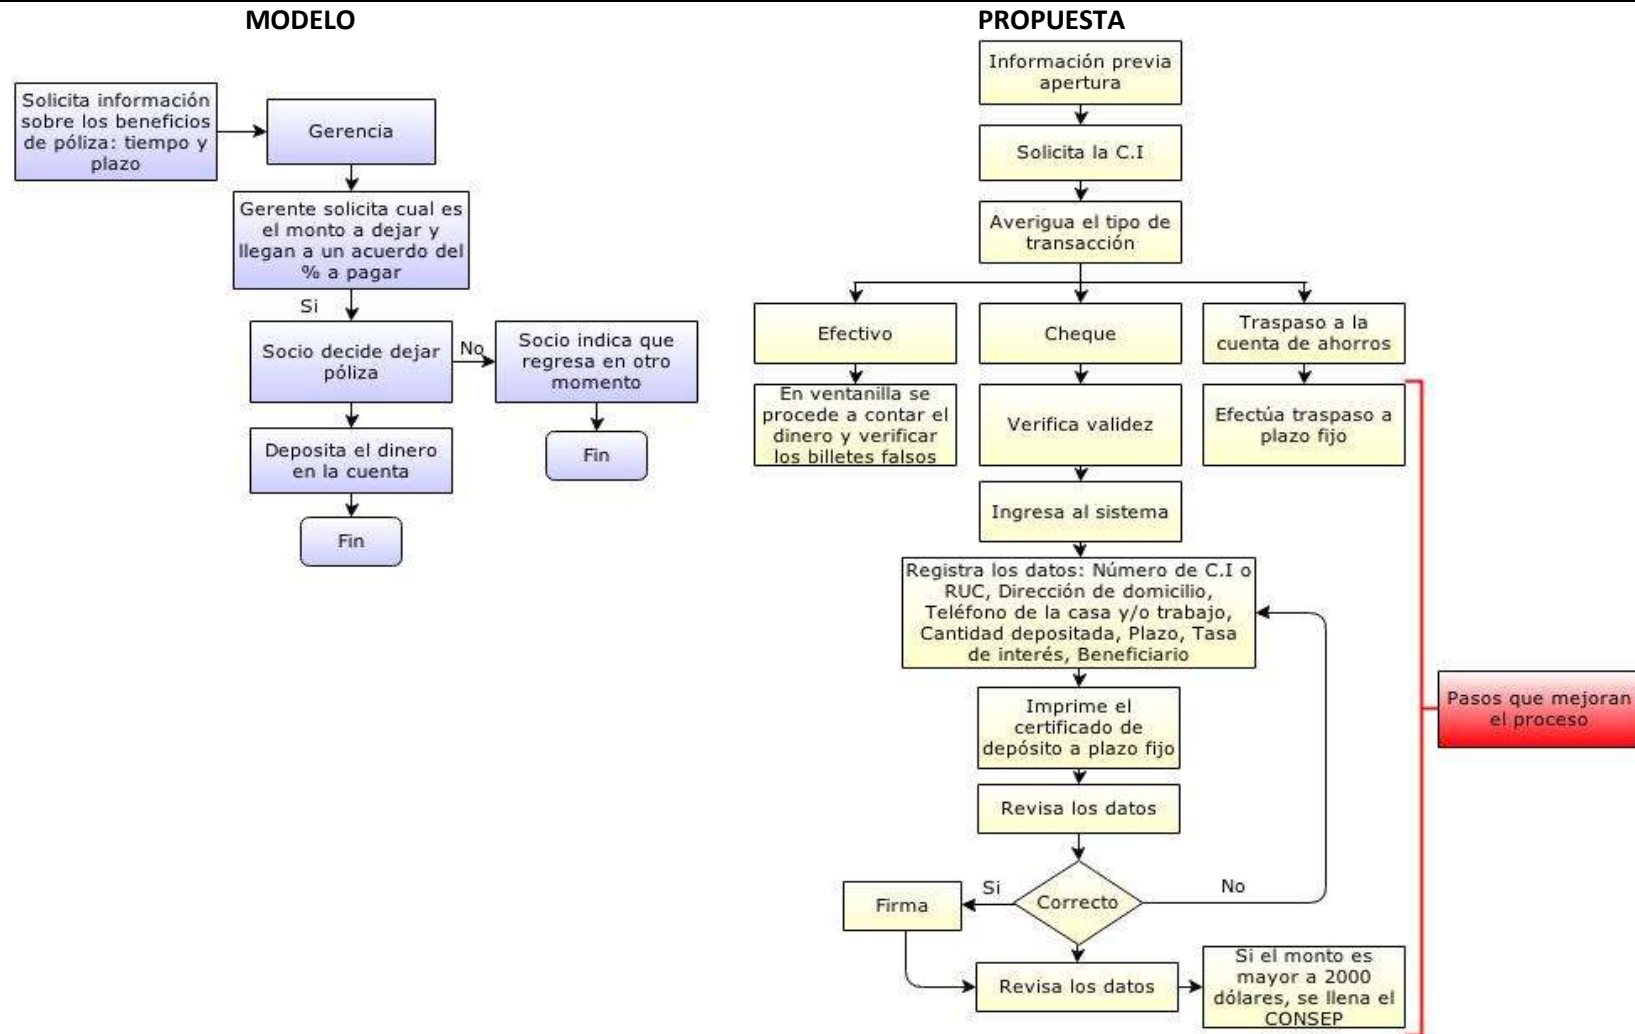 MODELO
Solicita información
sobre los beneficios
de póliza: tiempo y
plazo
Gerencia
Gerente solicita cual es
el monto a dejar y
llegan a un acuerdo del
% a pagar
Si
Socio decide dejar
póliza
No
Socio indica que
regresa en otro
momento
Deposita el dinero
en la cuenta
Fin
Fin
PROPUESTA
Información previa
apertura
Solicita la C.I
Averigua el tipo de
transacción
Efectivo
Cheque
Traspaso a la
cuenta de ahorros
En ventanilla se
procede a contar el
dinero y verificar
los billetes falsos
Verifica validez
Efectúa traspaso a
plazo fijo
Ingresa al sistema
Registra los datos: Número de C.I o
RUC, Dirección de domicilio,
Teléfono de la casa y/o trabajo,
Cantidad depositada, Plazo, Tasa
de interés, Beneficiario
Imprime el
certificado de
depósito a plazo fijo
Revisa los datos
Correcto
Si
No
Firma
Revisa los datos
Si el monto es
mayor a 2000
dólares, se llena el
CONSEP
Pasos que mejoran
el proceso